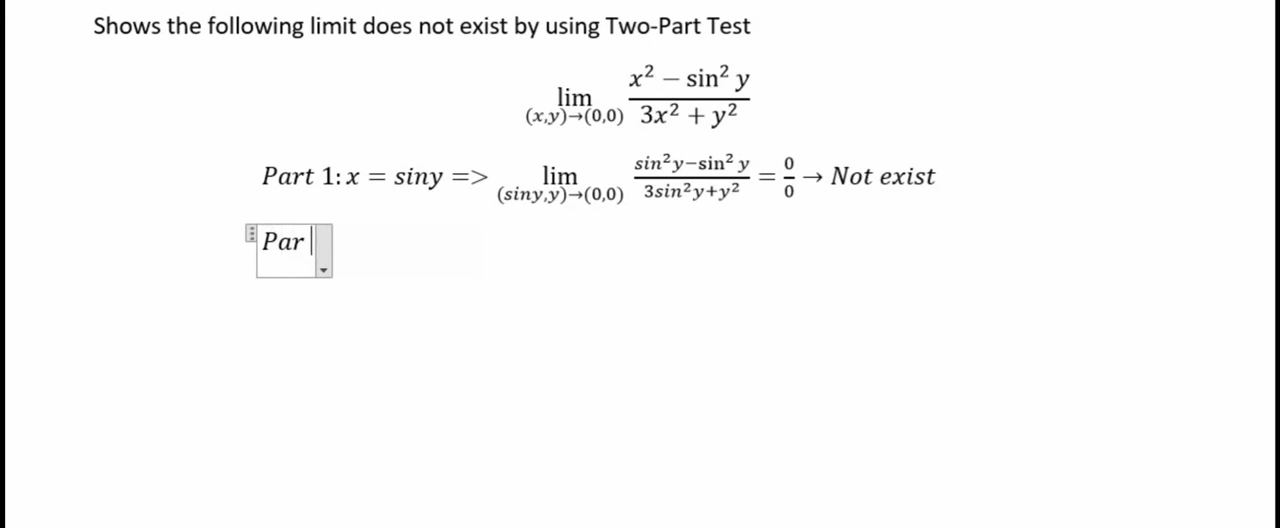 Shows the following limit does not exist by using Two-Part Test
lim (x,y)→(0,0) (x² − sin² y)/(3x² + y²)
Part 1: x = siny => lim (siny,y)→(0,0) (sin²y−sin² y)/(3sin²y+y²) = 0/0 → Not exist
Par